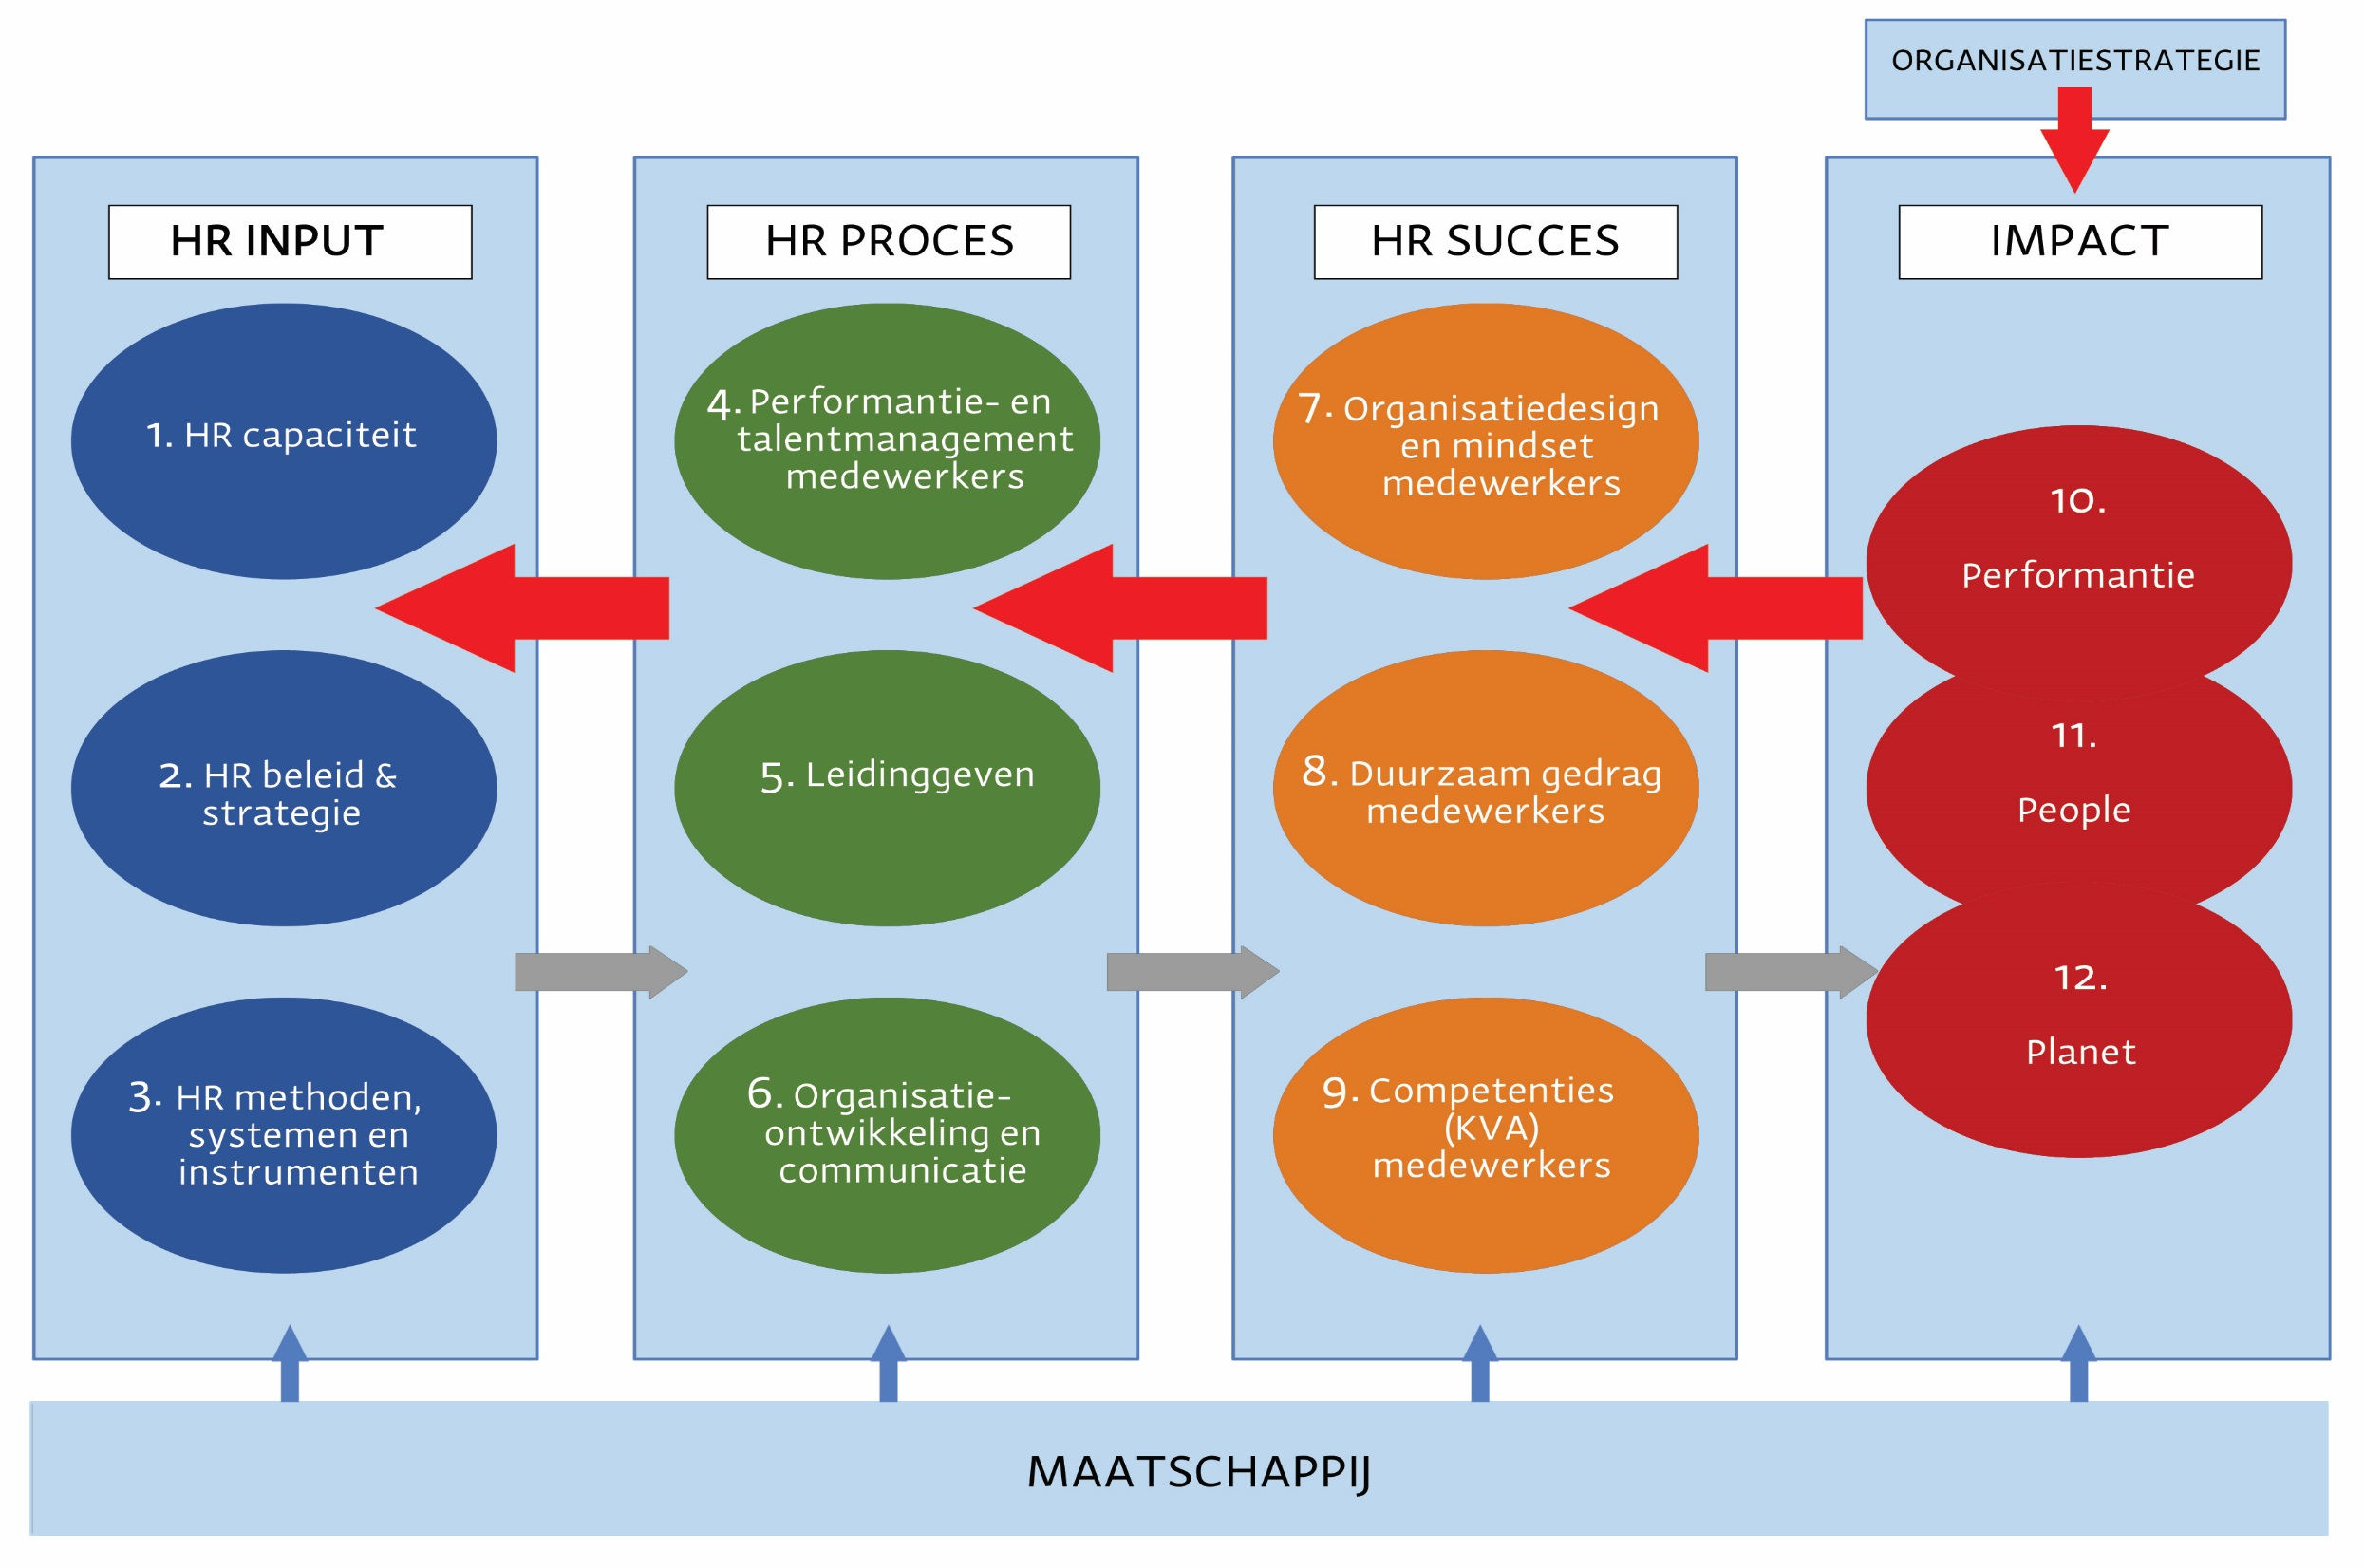 ORGANISATIESTRATEGIE
HR INPUT
1. HR capaciteit
2. HR beleid &
strategie
3. HR methoden,
systemen en
instrumenten
HR PROCES
4. Performantie- en
talentmanagement
medewerkers
5. Leidinggeven
6. Organisatie-
ontwikkeling en
communicatie
HR SUCCES
7. Organisatiedesign
en mindset
medewerkers
8. Duurzaam gedrag
medewerkers
9. Competenties
(KVA)
medewerkers
IMPACT
10.
Performantie
11.
People
12.
Planet
MAATSCHAPPIJ